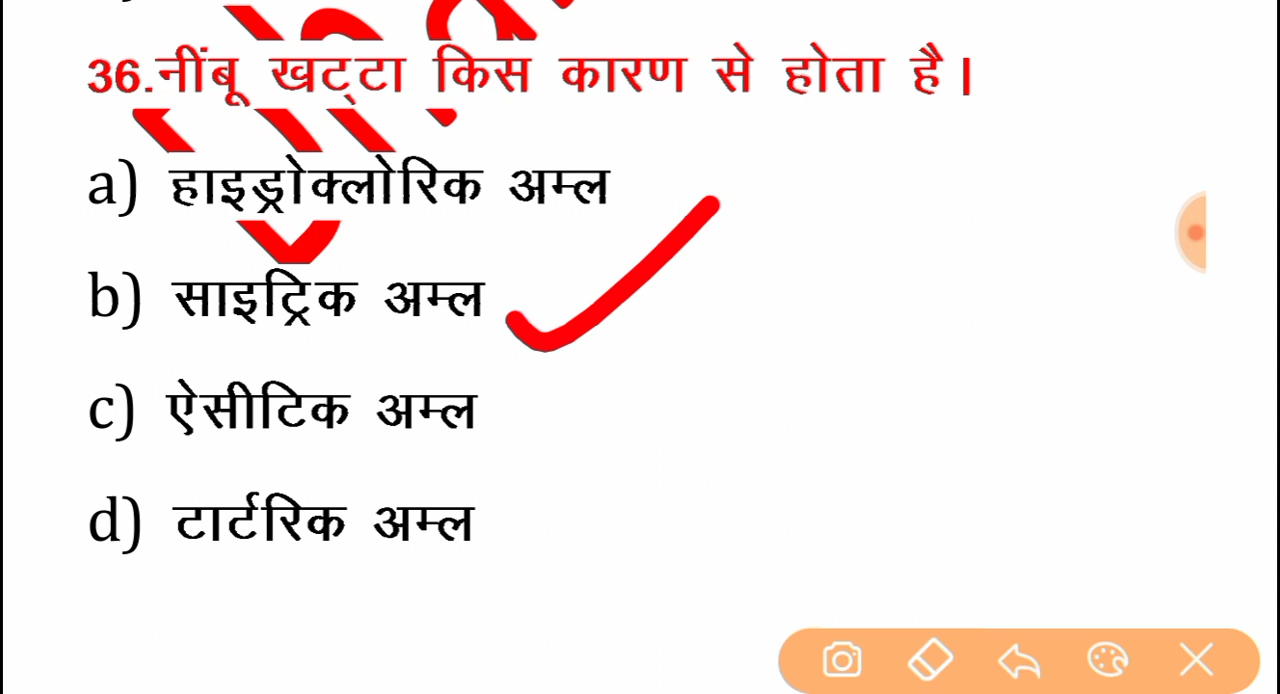 36.नींबू खट्टा किस कारण से होता है।
a) हाइड्रोक्लोरिक अम्ल
b) साइट्रिक अम्ल
c) ऐसीटिक अम्ल
d) टार्टरिक अम्ल